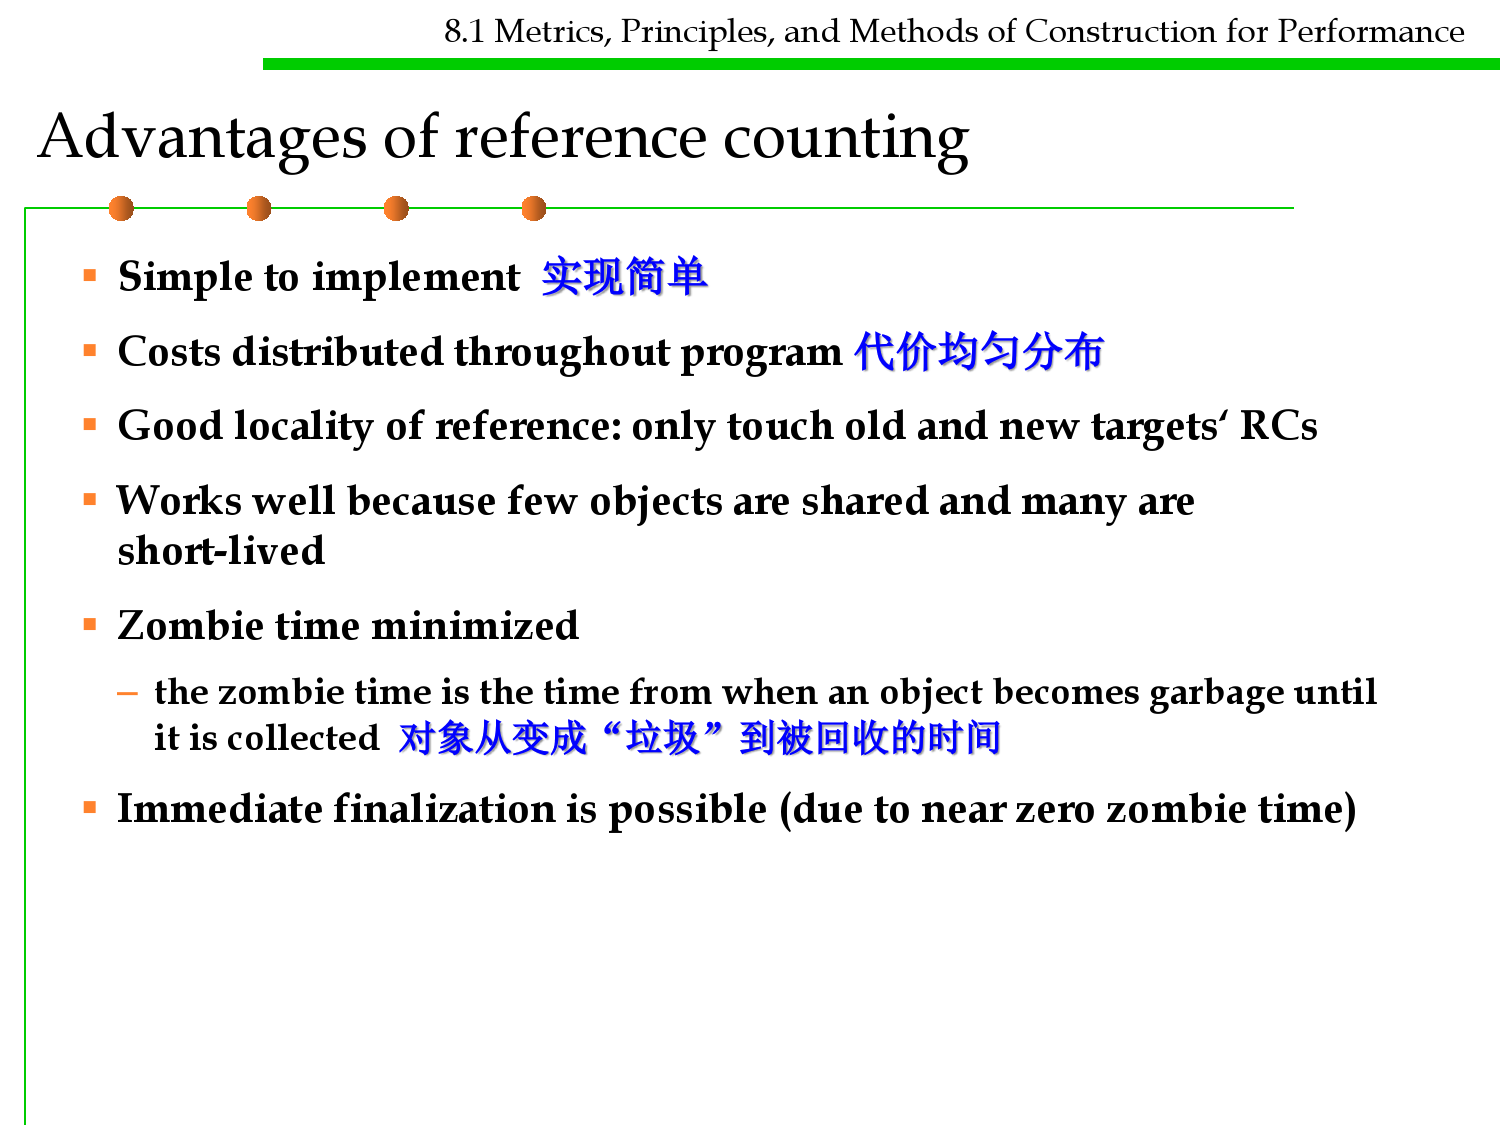 8.1 Metrics, Principles, and Methods of Construction for Performance
Advantages of reference counting
▪ Simple to implement 实现简单
▪ Costs distributed throughout program 代价均匀分布
▪ Good locality of reference: only touch old and new targets‘ RCs
▪ Works well because few objects are shared and many are
short-lived
▪ Zombie time minimized
– the zombie time is the time from when an object becomes garbage until
it is collected 对象从变成“垃圾”到被回收的时间
▪ Immediate finalization is possible (due to near zero zombie time)